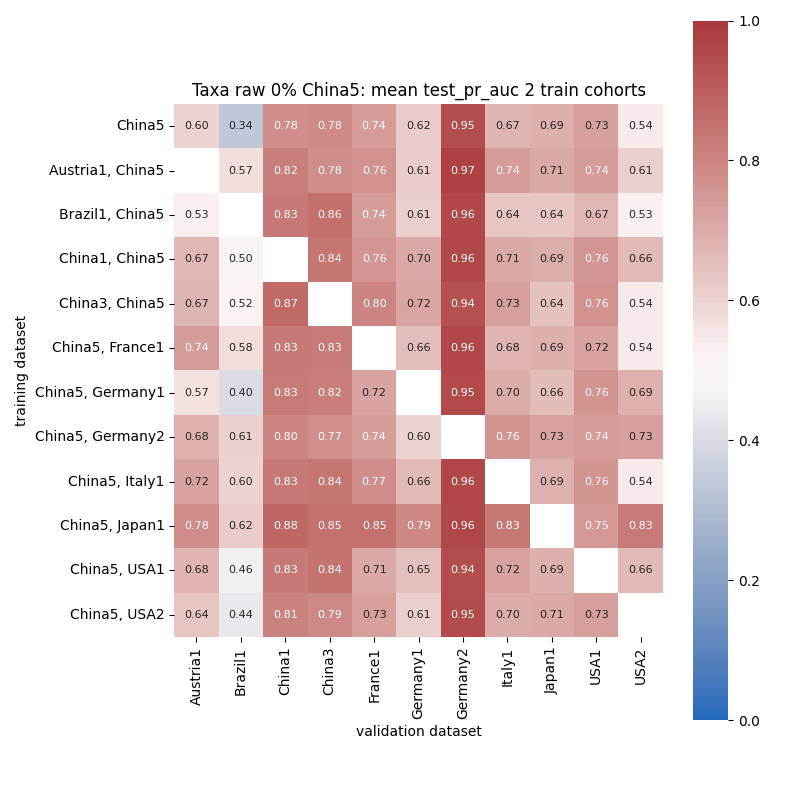 Taxa raw 0% China5: mean test_pr_auc 2 train cohorts
training dataset
China5 0.60 0.34 0.78 0.78 0.74 0.62 0.95 0.67 0.69 0.73 0.54
Austria1, China5 0.57 0.82 0.78 0.76 0.61 0.97 0.74 0.71 0.74 0.61
Brazil1, China5 0.53 0.83 0.86 0.74 0.61 0.96 0.64 0.64 0.67 0.53
China1, China5 0.67 0.50 0.84 0.76 0.70 0.96 0.71 0.69 0.76 0.66
China3, China5 0.67 0.52 0.87 0.80 0.72 0.94 0.73 0.64 0.76 0.54
China5, France1 0.74 0.58 0.83 0.83 0.66 0.96 0.68 0.69 0.72 0.54
China5, Germany1 0.57 0.40 0.83 0.82 0.72 0.95 0.70 0.66 0.76 0.69
China5, Germany2 0.68 0.61 0.80 0.77 0.74 0.60 0.76 0.73 0.74 0.73
China5, Italy1 0.72 0.60 0.83 0.84 0.77 0.66 0.96 0.69 0.76 0.54
China5, Japan1 0.78 0.62 0.88 0.85 0.85 0.79 0.96 0.83 0.75 0.83
China5, USA1 0.68 0.46 0.83 0.84 0.71 0.65 0.94 0.72 0.69 0.66
China5, USA2 0.64 0.44 0.81 0.79 0.73 0.61 0.95 0.70 0.71 0.73
Austria1 Brazil1 China1 China3 France1 Germany1 Germany2 Italy1 Japan1 USA1 USA2
validation dataset
1.0
0.8
0.6
0.4
0.2
0.0